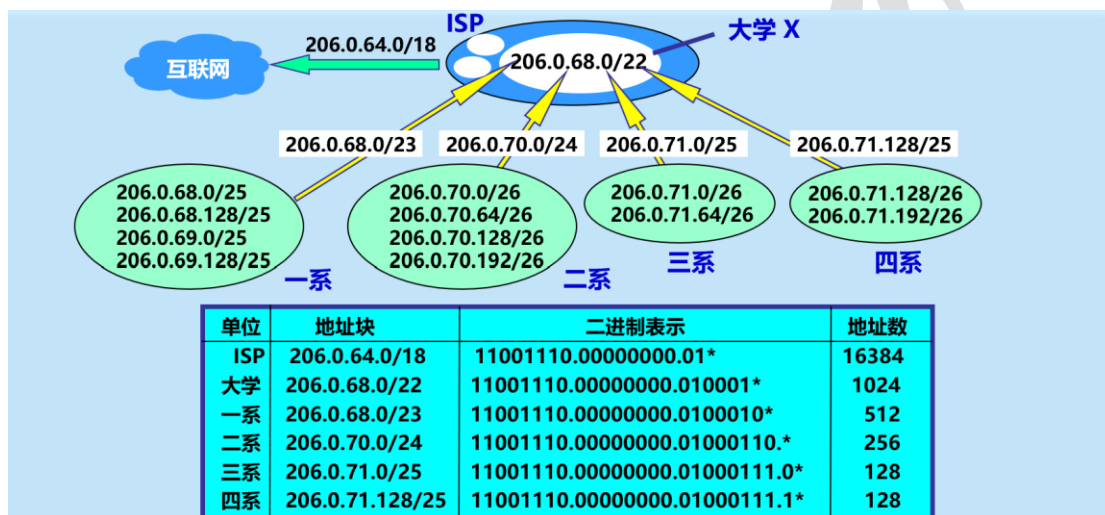 ISP
大学 X
206.0.64.0/18
互联网
206.0.68.0/22
206.0.68.0/23
206.0.70.0/24
206.0.71.0/25
206.0.71.128/25
206.0.68.0/25
206.0.68.128/25
206.0.69.0/25
206.0.69.128/25
一系
206.0.70.0/26
206.0.70.64/26
206.0.70.128/26
206.0.70.192/26
二系
206.0.71.0/26
206.0.71.64/26
三系
206.0.71.128/26
206.0.71.192/26
四系
单位 地址块 二进制表示 地址数
ISP 206.0.64.0/18 11001110.00000000.01* 16384
大学 206.0.68.0/22 11001110.00000000.010001* 1024
一系 206.0.68.0/23 11001110.00000000.0100010* 512
二系 206.0.70.0/24 11001110.00000000.01000110.* 256
三系 206.0.71.0/25 11001110.00000000.01000111.0* 128
四系 206.0.71.128/25 11001110.00000000.01000111.1* 128